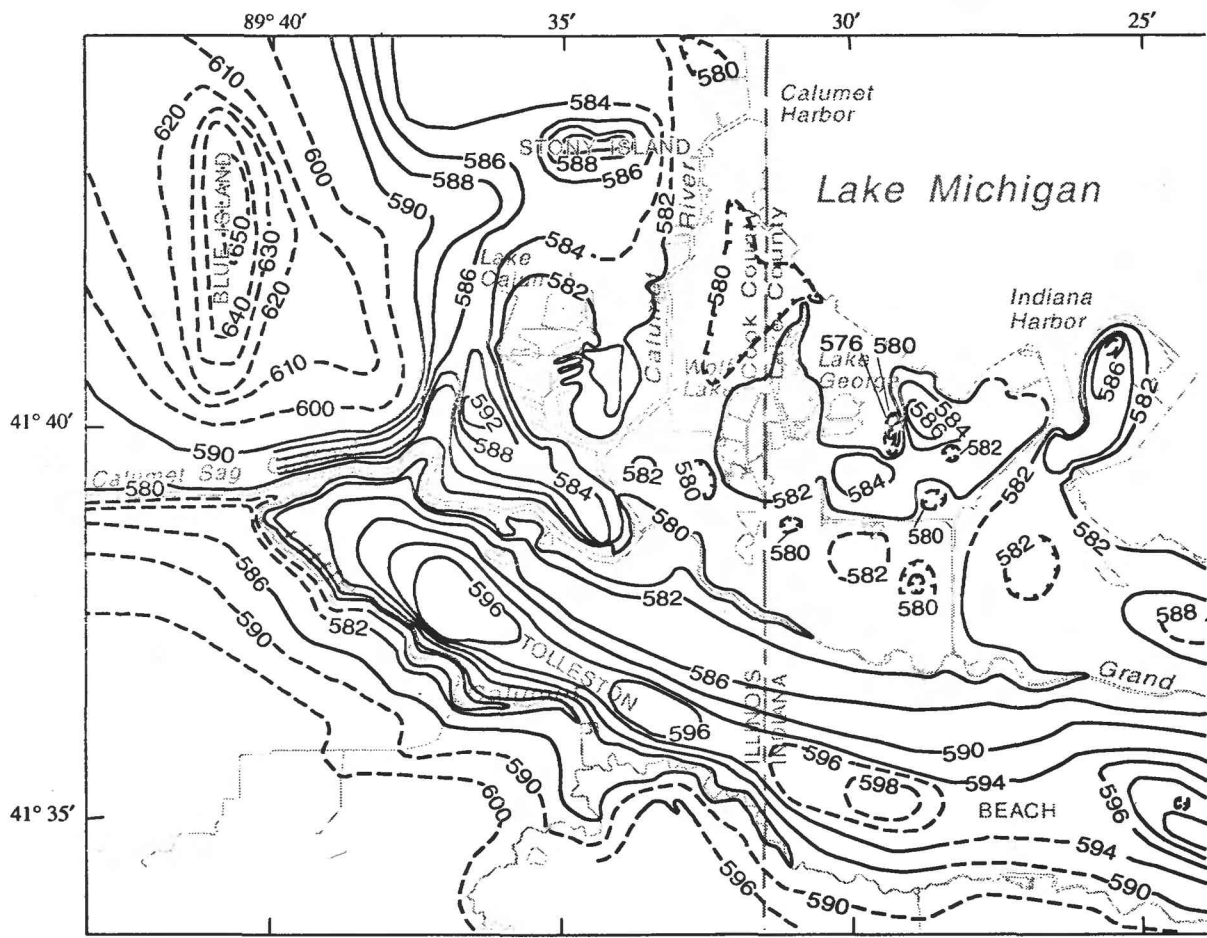 89° 40′ 35′ 30′ 25′
610
580
620
Calumet
Harbor
584
600
STONY ISLAND
586
588
588 586
590
Lake Michigan
BLUE ISLAND
582
River
650
630
584
Cook County
Lake County
Lake
Calumet
586
582
580
620
640
Indiana
Harbor
Calumet
576 580
610
Wolf
Lake
Lake
George
586
582
600
592
584
586
41° 40′
590
588
582
Calumet Sag
582
580
582
584
582
580
584
580
580
580
582
582
582
586
596
582
580
588
590
582
TOLLESTON
586
Grand
Calumet
ILLINOIS
INDIANA
596
590
596
594
590
598
600
41° 35′
BEACH
596
594
596
590
590